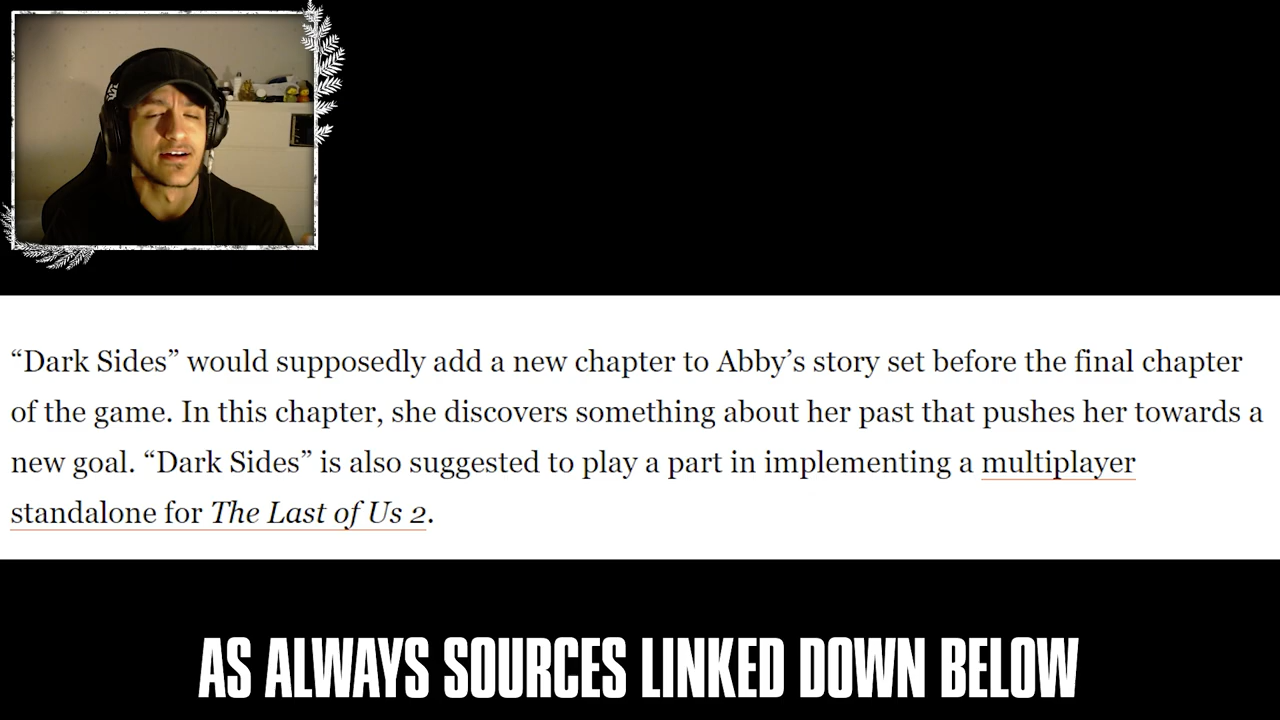 “Dark Sides” would supposedly add a new chapter to Abby’s story set before the final chapter
of the game. In this chapter, she discovers something about her past that pushes her towards a
new goal. “Dark Sides” is also suggested to play a part in implementing a multiplayer
standalone for The Last of Us 2.
AS ALWAYS SOURCES LINKED DOWN BELOW